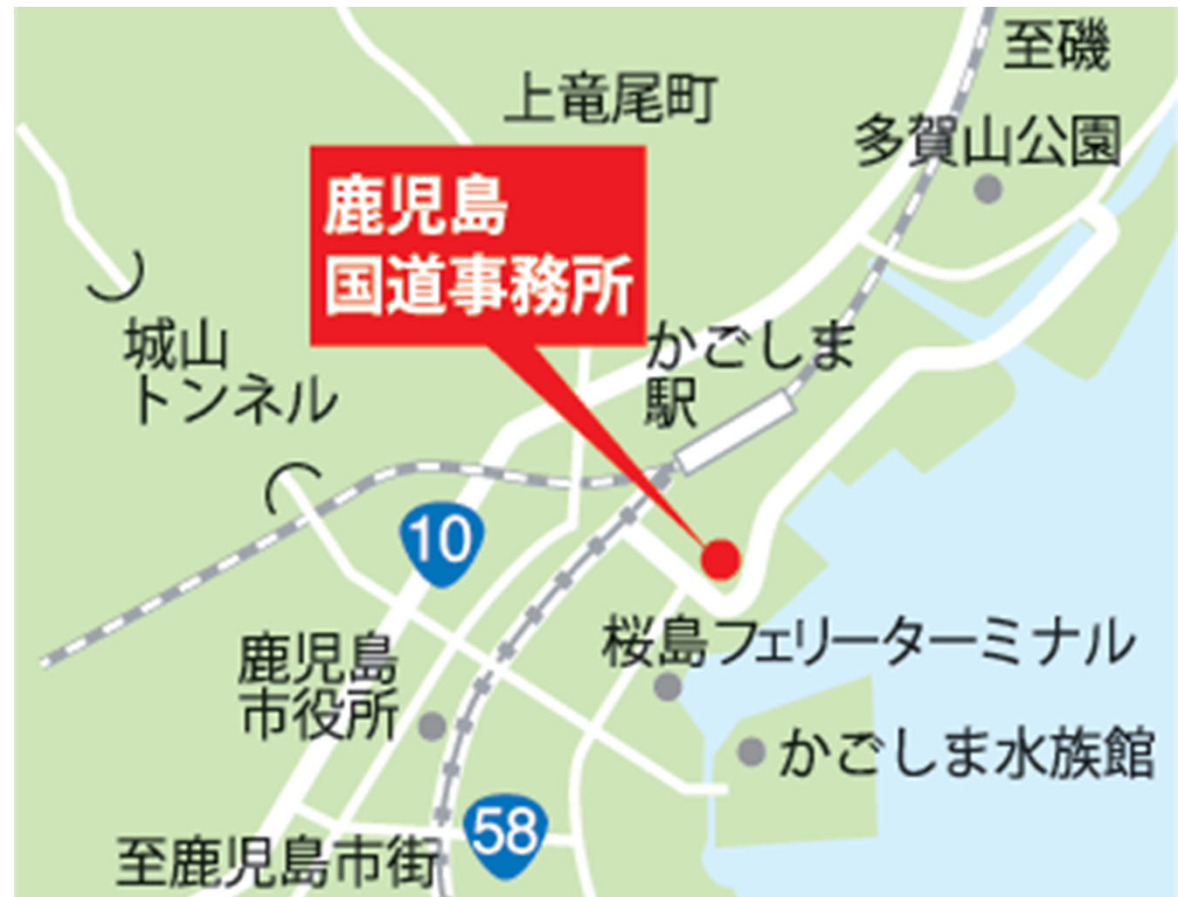 至磯
上竜尾町
多賀山公園
鹿児島
国道事務所
城山
トンネル
かごしま
駅
10
鹿児島
市役所
桜島フェリーターミナル
かごしま水族館
58
至鹿児島市街